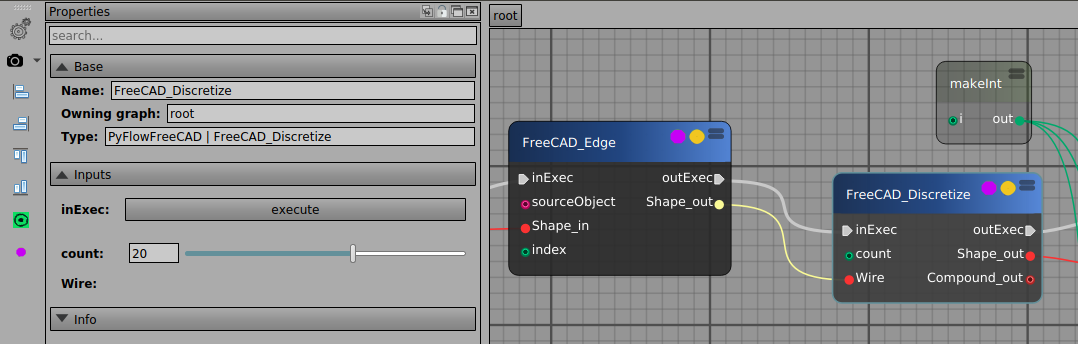 Properties
search...
Base
Name: FreeCAD_Discretize
Owning graph: root
Type: PyFlowFreeCAD | FreeCAD_Discretize
Inputs
inExec: execute
count: 20
Wire:
Info
root
FreeCAD_Edge
inExec outExec
sourceObject Shape_out
Shape_in
index
makeInt
i out
FreeCAD_Discretize
inExec outExec
count Shape_out
Wire Compound_out